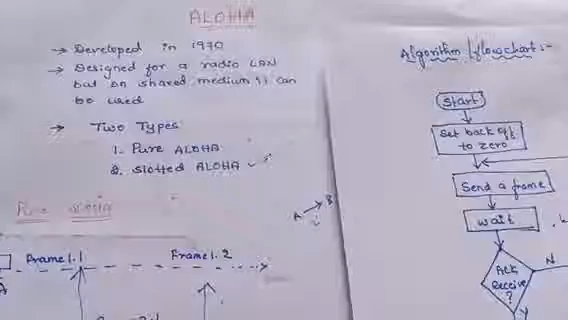 ALOHA
→ Developed in 1970
→ Designed for a radio LAN
but on shared medium it can
be used
→ Two Types
1. Pure ALOHA
2. Slotted ALOHA
Pure ALOHA
A → B
Frame 1.1 Frame 1.2
A
Algorithm / flowchart :-
Start
Set back off
to zero
Send a frame
wait
Ack
Receive
?
N
Y